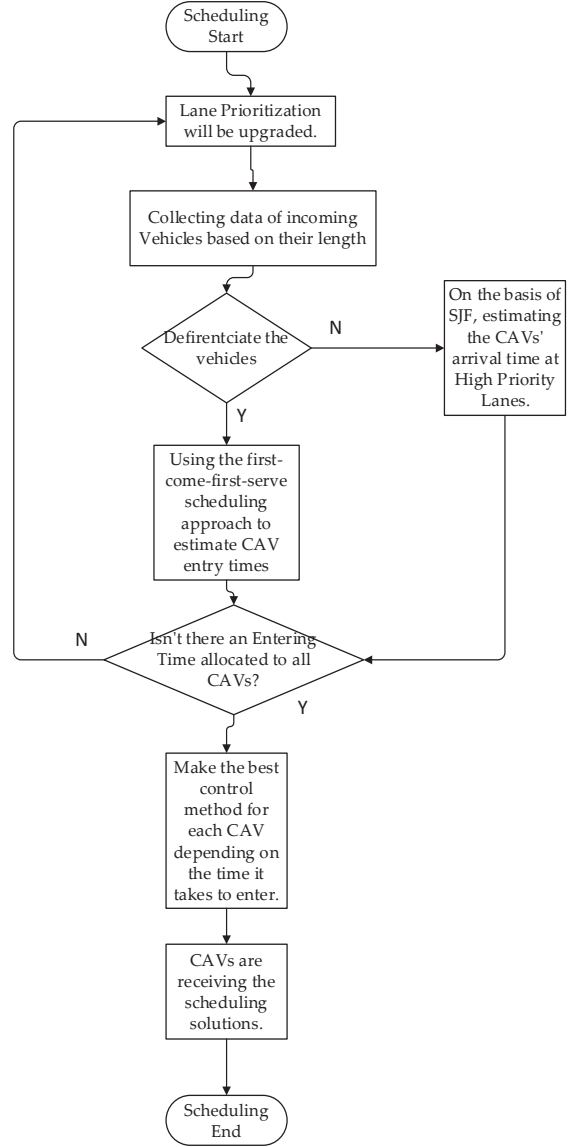 Scheduling
Start
Lane Prioritization
will be upgraded.
Collecting data of incoming
Vehicles based on their length
Defirentciate the
vehicles
N
On the basis of
SJF, estimating
the CAVs'
arrival time at
High Priority
Lanes.
Y
Using the first-
come-first-serve
scheduling
approach to
estimate CAV
entry times
N
Isn't there an Entering
Time allocated to all
CAVs?
Y
Make the best
control
method for
each CAV
depending on
the time it
takes to enter.
CAVs are
receiving the
scheduling
solutions.
Scheduling
End